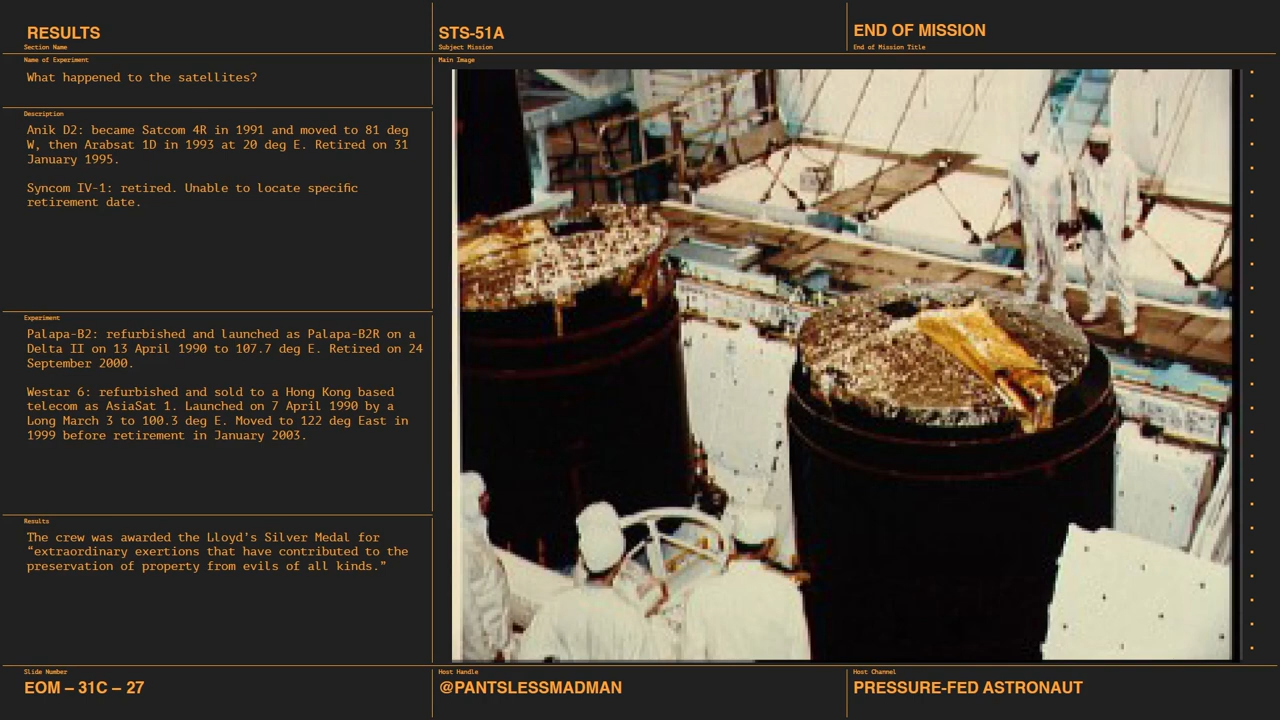 RESULTS
Section Name
STS-51A
Subject Mission
END OF MISSION
End of Mission Title
Name of Experiment
What happened to the satellites?
Main Image
Description
Anik D2: became Satcom 4R in 1991 and moved to 81 deg
W, then Arabsat 1D in 1993 at 20 deg E. Retired on 31
January 1995.
Syncom IV-1: retired. Unable to locate specific
retirement date.
Experiment
Palapa-B2: refurbished and launched as Palapa-B2R on a
Delta II on 13 April 1990 to 107.7 deg E. Retired on 24
September 2000.
Westar 6: refurbished and sold to a Hong Kong based
telecom as AsiaSat 1. Launched on 7 April 1990 by a
Long March 3 to 100.3 deg E. Moved to 122 deg East in
1999 before retirement in January 2003.
Results
The crew was awarded the Lloyd’s Silver Medal for
“extraordinary exertions that have contributed to the
preservation of property from evils of all kinds.”
Slide Number
EOM – 31C – 27
Host Handle
@PANTSLESSMADMAN
Host Channel
PRESSURE-FED ASTRONAUT